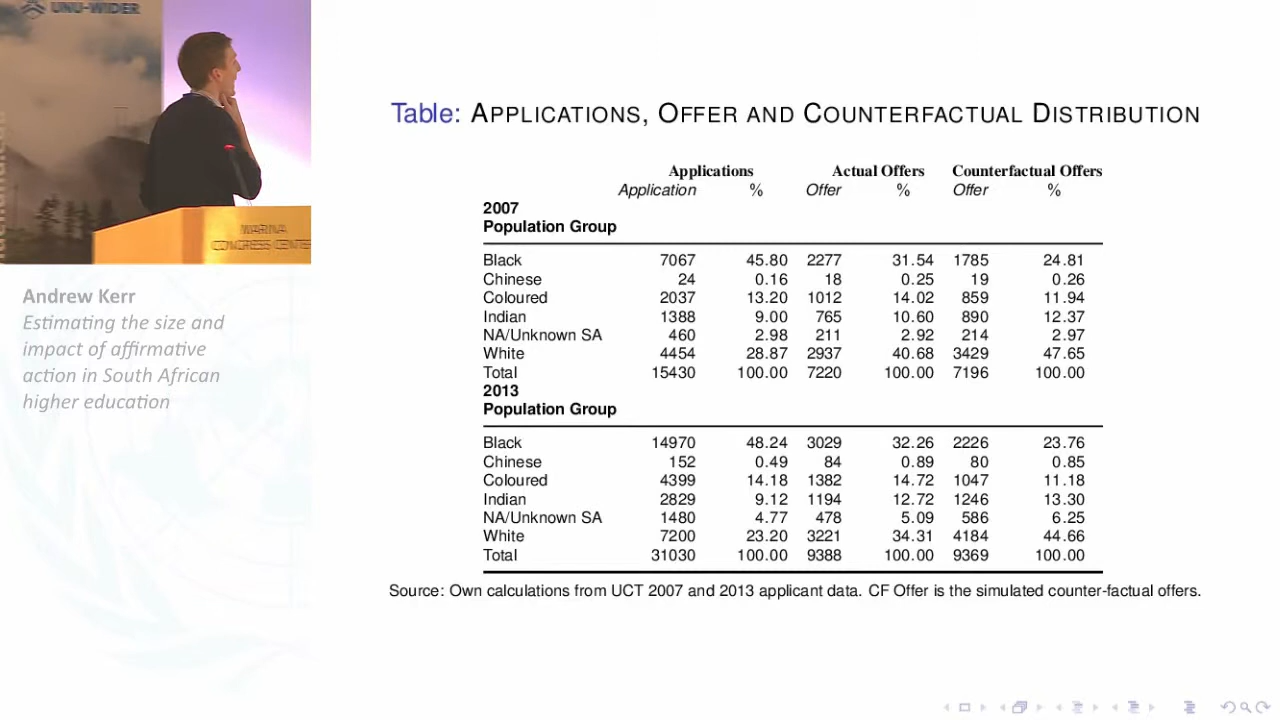 UNU-WIDER
MARINA
CONGRESS CENTE
Andrew Kerr
Estimating the size and
impact of affirmative
action in South African
higher education
Table: APPLICATIONS, OFFER AND COUNTERFACTUAL DISTRIBUTION
Applications Actual Offers Counterfactual Offers
Application % Offer % Offer %
2007
Population Group
Black 7067 45.80 2277 31.54 1785 24.81
Chinese 24 0.16 18 0.25 19 0.26
Coloured 2037 13.20 1012 14.02 859 11.94
Indian 1388 9.00 765 10.60 890 12.37
NA/Unknown SA 460 2.98 211 2.92 214 2.97
White 4454 28.87 2937 40.68 3429 47.65
Total 15430 100.00 7220 100.00 7196 100.00
2013
Population Group
Black 14970 48.24 3029 32.26 2226 23.76
Chinese 152 0.49 84 0.89 80 0.85
Coloured 4399 14.18 1382 14.72 1047 11.18
Indian 2829 9.12 1194 12.72 1246 13.30
NA/Unknown SA 1480 4.77 478 5.09 586 6.25
White 7200 23.20 3221 34.31 4184 44.66
Total 31030 100.00 9388 100.00 9369 100.00
Source: Own calculations from UCT 2007 and 2013 applicant data. CF Offer is the simulated counter-factual offers.